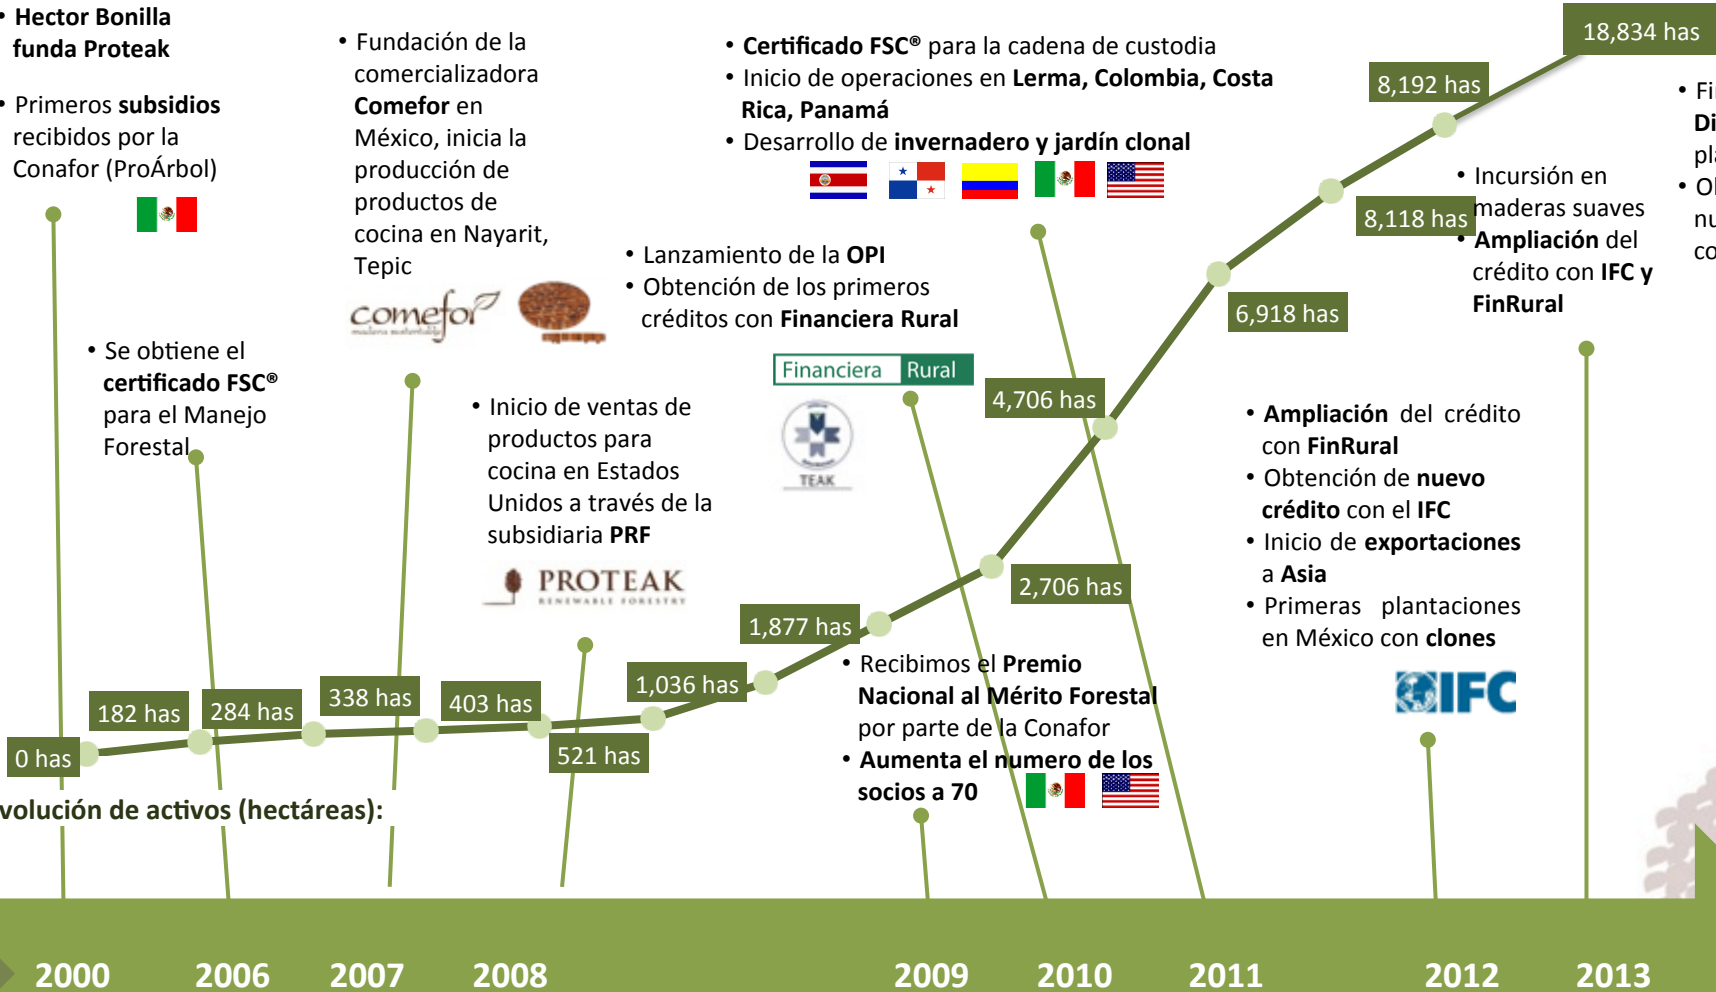 • Hector Bonilla
funda Proteak
• Primeros subsidios
recibidos por la
Conafor (ProÁrbol)
• Se obtiene el
certificado FSC®
para el Manejo
Forestal
• Fundación de la
comercializadora
Comefor en
México, inicia la
producción de
productos de
cocina en Nayarit,
Tepic
comefor
madera sustentable
• Inicio de ventas de
productos para
cocina en Estados
Unidos a través de la
subsidiaria PRF
PROTEAK
RENEWABLE FORESTRY
• Lanzamiento de la OPI
• Obtención de los primeros
créditos con Financiera Rural
Financiera Rural
TEAK
• Certificado FSC® para la cadena de custodia
• Inicio de operaciones en Lerma, Colombia, Costa
Rica, Panamá
• Desarrollo de invernadero y jardín clonal
• Recibimos el Premio
Nacional al Mérito Forestal
por parte de la Conafor
• Aumenta el numero de los
socios a 70
• Ampliación del crédito
con FinRural
• Obtención de nuevo
crédito con el IFC
• Inicio de exportaciones
a Asia
• Primeras plantaciones
en México con clones
IFC
• Incursión en
maderas suaves
• Ampliación del
crédito con IFC y
FinRural
• Fi
Di
pla
• Ol
nu
co
0 has
182 has
284 has
338 has
403 has
521 has
1,036 has
1,877 has
2,706 has
4,706 has
6,918 has
8,118 has
8,192 has
18,834 has
volución de activos (hectáreas):
2000 2006 2007 2008 2009 2010 2011 2012 2013